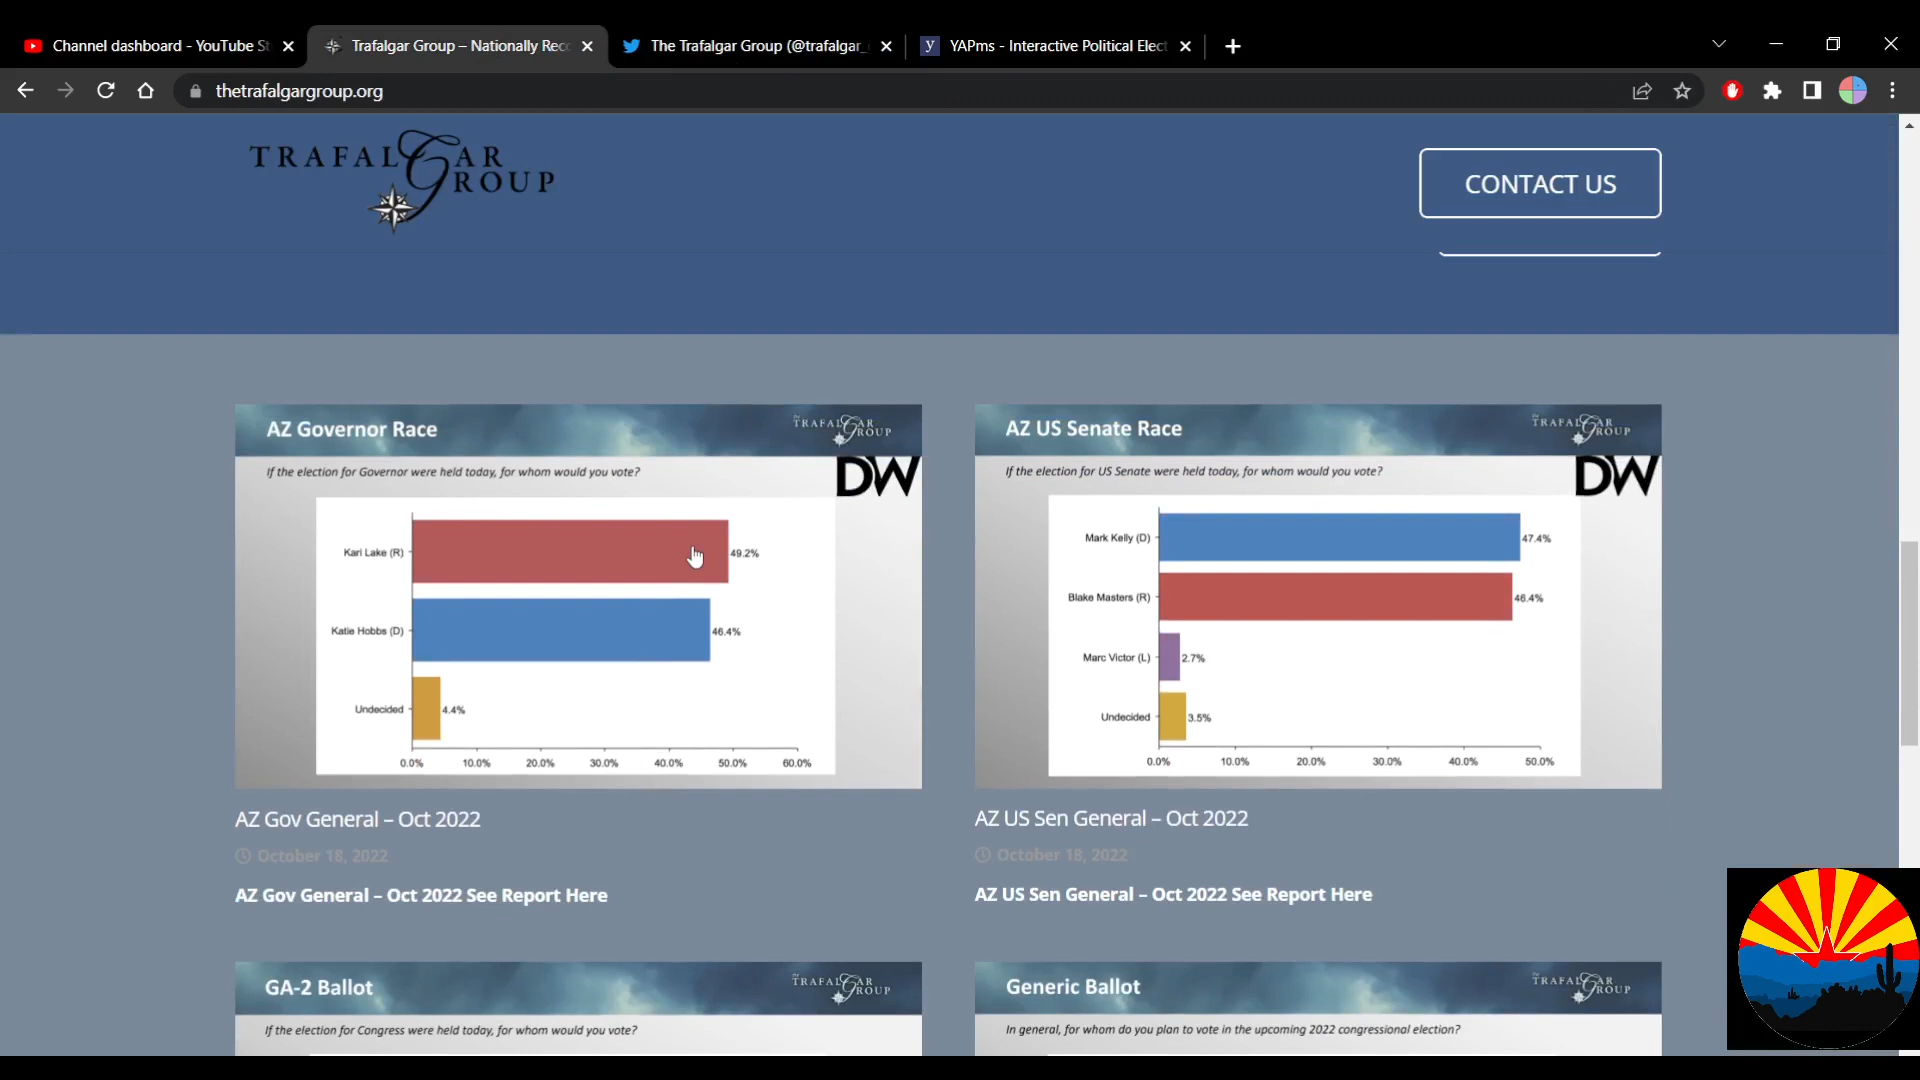 Channel dashboard - YouTube St
Trafalgar Group – Nationally Reco
The Trafalgar Group (@trafalgar_
y YAPms - Interactive Political Elect
thetrafalgargroup.org
TRAFALGAR
GROUP
CONTACT US
AZ Governor Race
The
TRAFALGAR
GROUP
If the election for Governor were held today, for whom would you vote?
DW
Kari Lake (R) 49.2%
Katie Hobbs (D) 46.4%
Undecided 4.4%
0.0% 10.0% 20.0% 30.0% 40.0% 50.0% 60.0%
AZ Gov General – Oct 2022
October 18, 2022
AZ Gov General – Oct 2022 See Report Here
AZ US Senate Race
The
TRAFALGAR
GROUP
If the election for US Senate were held today, for whom would you vote?
DW
Mark Kelly (D) 47.4%
Blake Masters (R) 46.4%
Marc Victor (L) 2.7%
Undecided 3.5%
0.0% 10.0% 20.0% 30.0% 40.0% 50.0%
AZ US Sen General – Oct 2022
October 18, 2022
AZ US Sen General – Oct 2022 See Report Here
GA-2 Ballot
The
TRAFALGAR
GROUP
If the election for Congress were held today, for whom would you vote?
Generic Ballot
The
TRAFALGAR
GROUP
In general, for whom do you plan to vote in the upcoming 2022 congressional election?